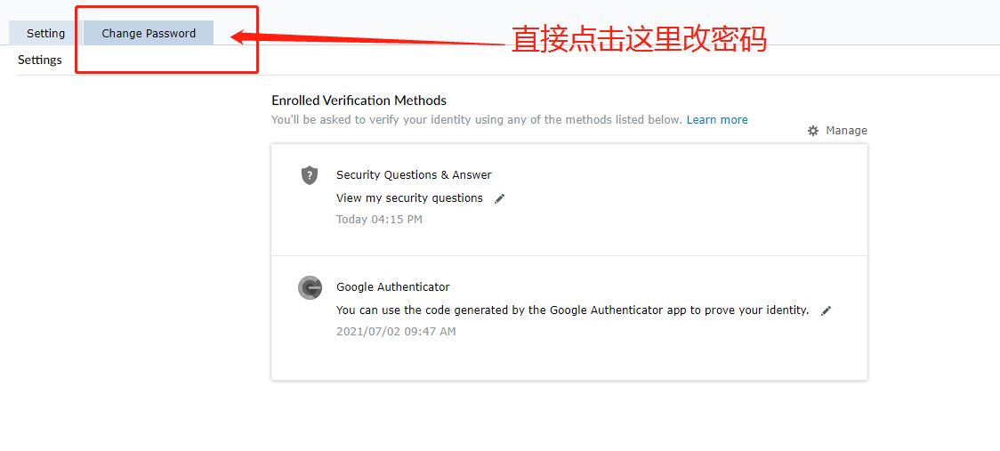 Setting
Change Password
直接点击这里改密码
Settings
Enrolled Verification Methods
You'll be asked to verify your identity using any of the methods listed below. Learn more
Manage
Security Questions & Answer
View my security questions
Today 04:15 PM
Google Authenticator
You can use the code generated by the Google Authenticator app to prove your identity.
2021/07/02 09:47 AM